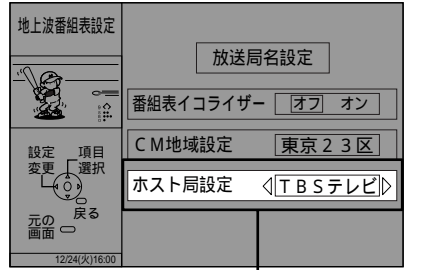 地上波番組表設定
放送局名設定
番組表イコライザー オフ オン
CM地域設定 東京23区
ホスト局設定 TBSテレビ
設定 項目
変更 選択
戻る
元の
画面
12/24(火)16:00